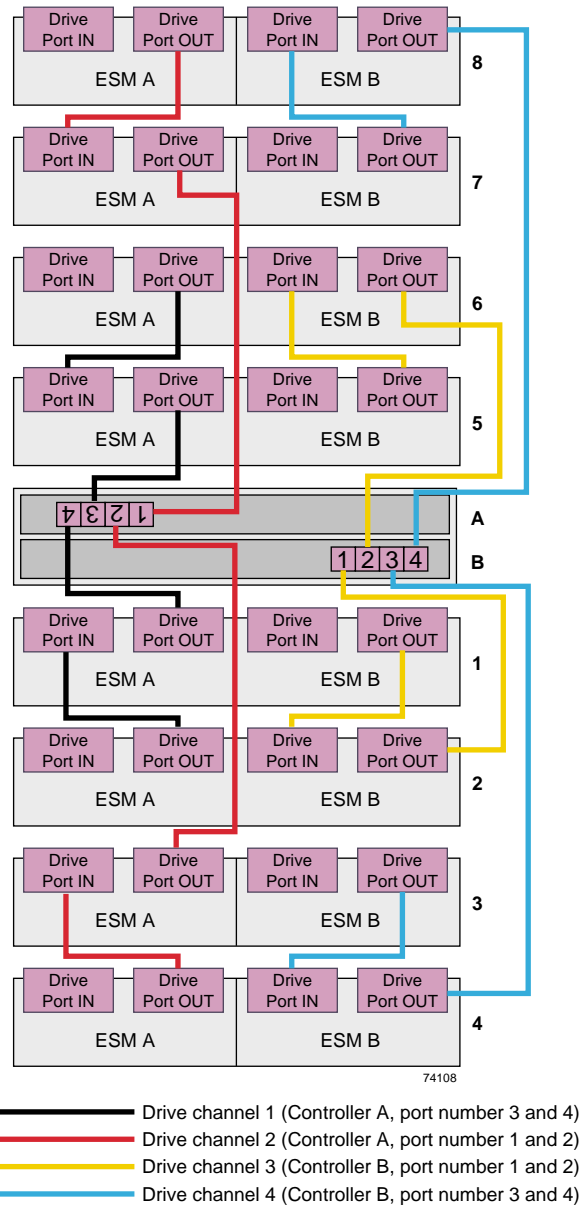 Drive Port IN
Drive Port OUT
Drive Port IN
Drive Port OUT
ESM A
ESM B
8
Drive Port IN
Drive Port OUT
Drive Port IN
Drive Port OUT
ESM A
ESM B
7
Drive Port IN
Drive Port OUT
Drive Port IN
Drive Port OUT
ESM A
ESM B
6
Drive Port IN
Drive Port OUT
Drive Port IN
Drive Port OUT
ESM A
ESM B
5
4 3 2 1
A
1 2 3 4
B
Drive Port IN
Drive Port OUT
Drive Port IN
Drive Port OUT
ESM A
ESM B
1
Drive Port IN
Drive Port OUT
Drive Port IN
Drive Port OUT
ESM A
ESM B
2
Drive Port IN
Drive Port OUT
Drive Port IN
Drive Port OUT
ESM A
ESM B
3
Drive Port IN
Drive Port OUT
Drive Port IN
Drive Port OUT
ESM A
ESM B
4
74108
Drive channel 1 (Controller A, port number 3 and 4)
Drive channel 2 (Controller A, port number 1 and 2)
Drive channel 3 (Controller B, port number 1 and 2)
Drive channel 4 (Controller B, port number 3 and 4)